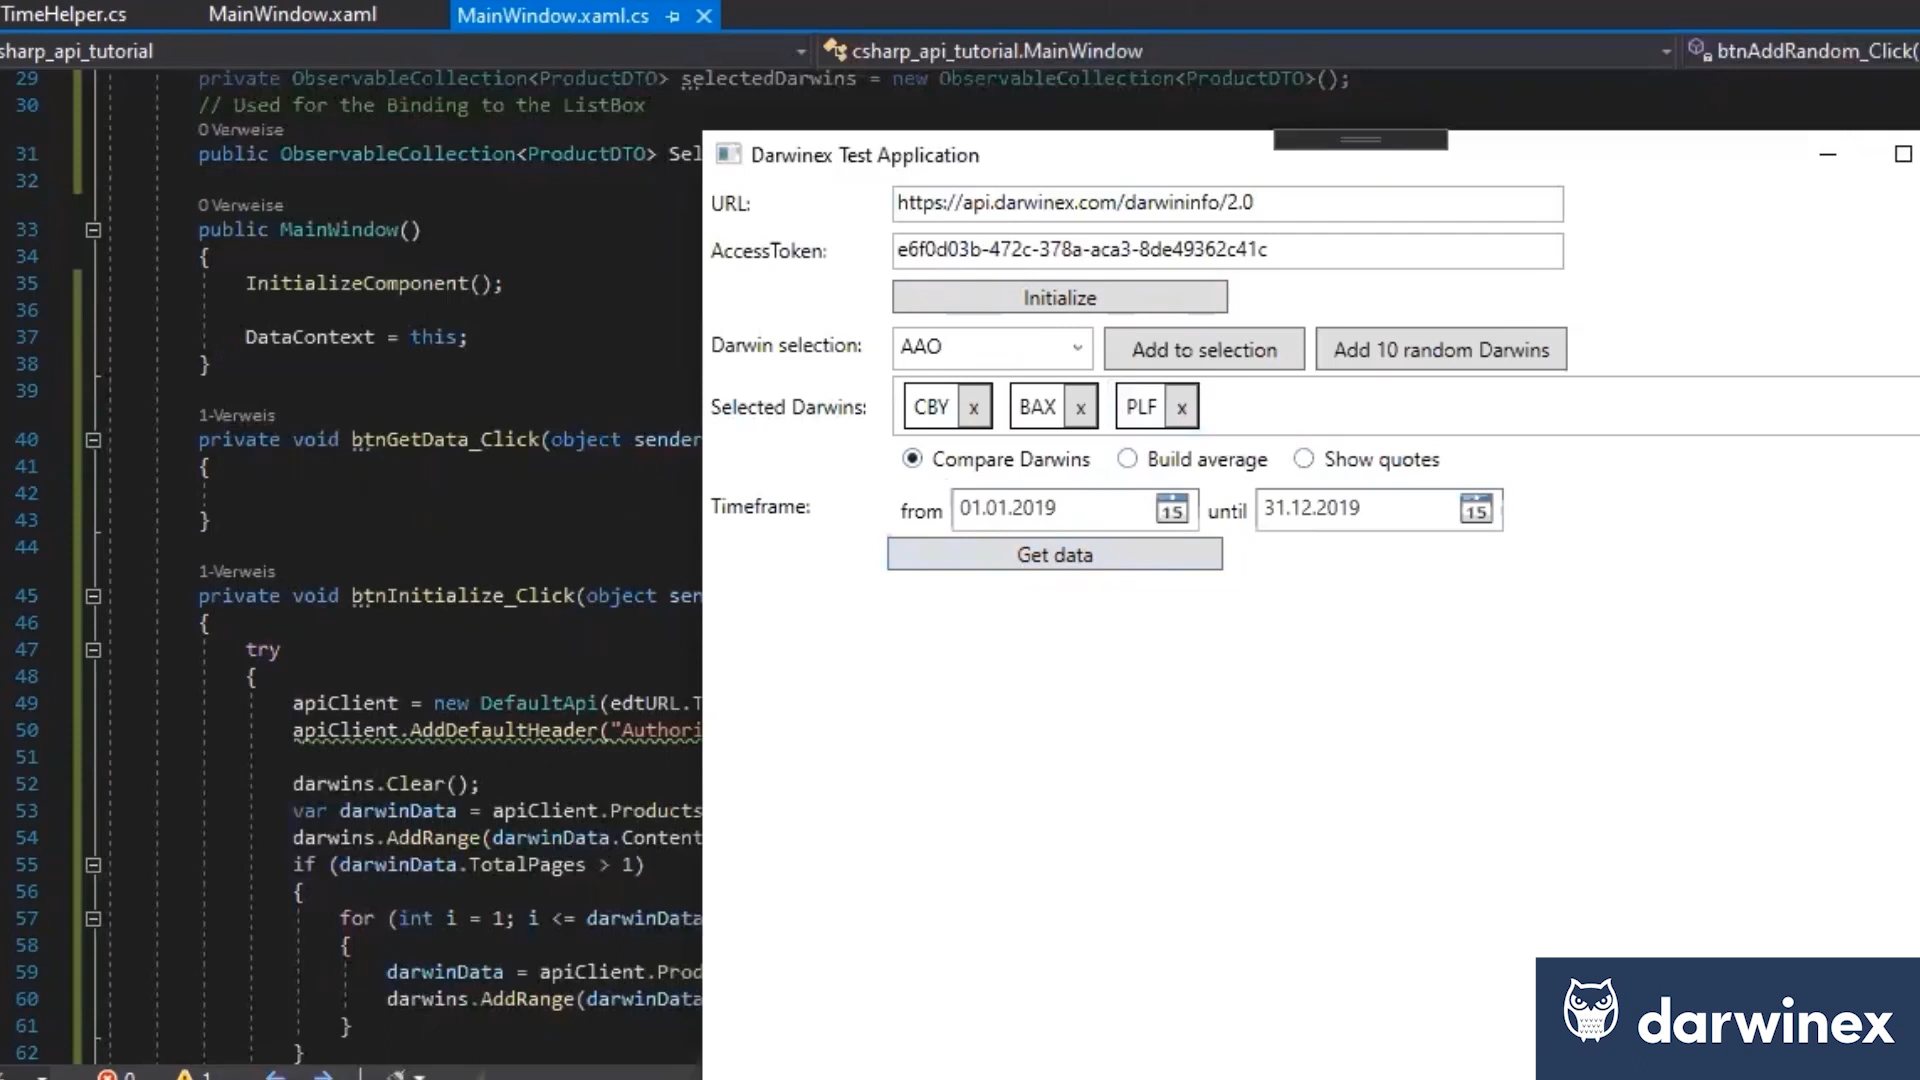 TimeHelper.cs MainWindow.xaml MainWindow.xaml.cs
sharp_api_tutorial csharp_api_tutorial.MainWindow btnAddRandom_Click(
29 private ObservableCollection<ProductDTO> selectedDarwins = new ObservableCollection<ProductDTO>();
30 // Used for the Binding to the ListBox
0 Verweise
31 public ObservableCollection<ProductDTO> Sel
32
0 Verweise
33 public MainWindow()
34 {
35 InitializeComponent();
36
37 DataContext = this;
38 }
39
1-Verweis
40 private void btnGetData_Click(object sender
41 {
42
43 }
44
1-Verweis
45 private void btnInitialize_Click(object sen
46 {
47 try
48 {
49 apiClient = new DefaultApi(edtURL.T
50 apiClient.AddDefaultHeader("Authori
51
52 darwins.Clear();
53 var darwinData = apiClient.Products
54 darwins.AddRange(darwinData.Content
55 if (darwinData.TotalPages > 1)
56 {
57 for (int i = 1; i <= darwinData
58 {
59 darwinData = apiClient.Prod
60 darwins.AddRange(darwinData
61 }
62 }
Darwinex Test Application
URL: https://api.darwinex.com/darwininfo/2.0
AccessToken: e6f0d03b-472c-378a-aca3-8de49362c41c
Initialize
Darwin selection: AAO Add to selection Add 10 random Darwins
Selected Darwins: CBY x BAX x PLF x
Compare Darwins Build average Show quotes
Timeframe: from 01.01.2019 15 until 31.12.2019 15
Get data
darwinex